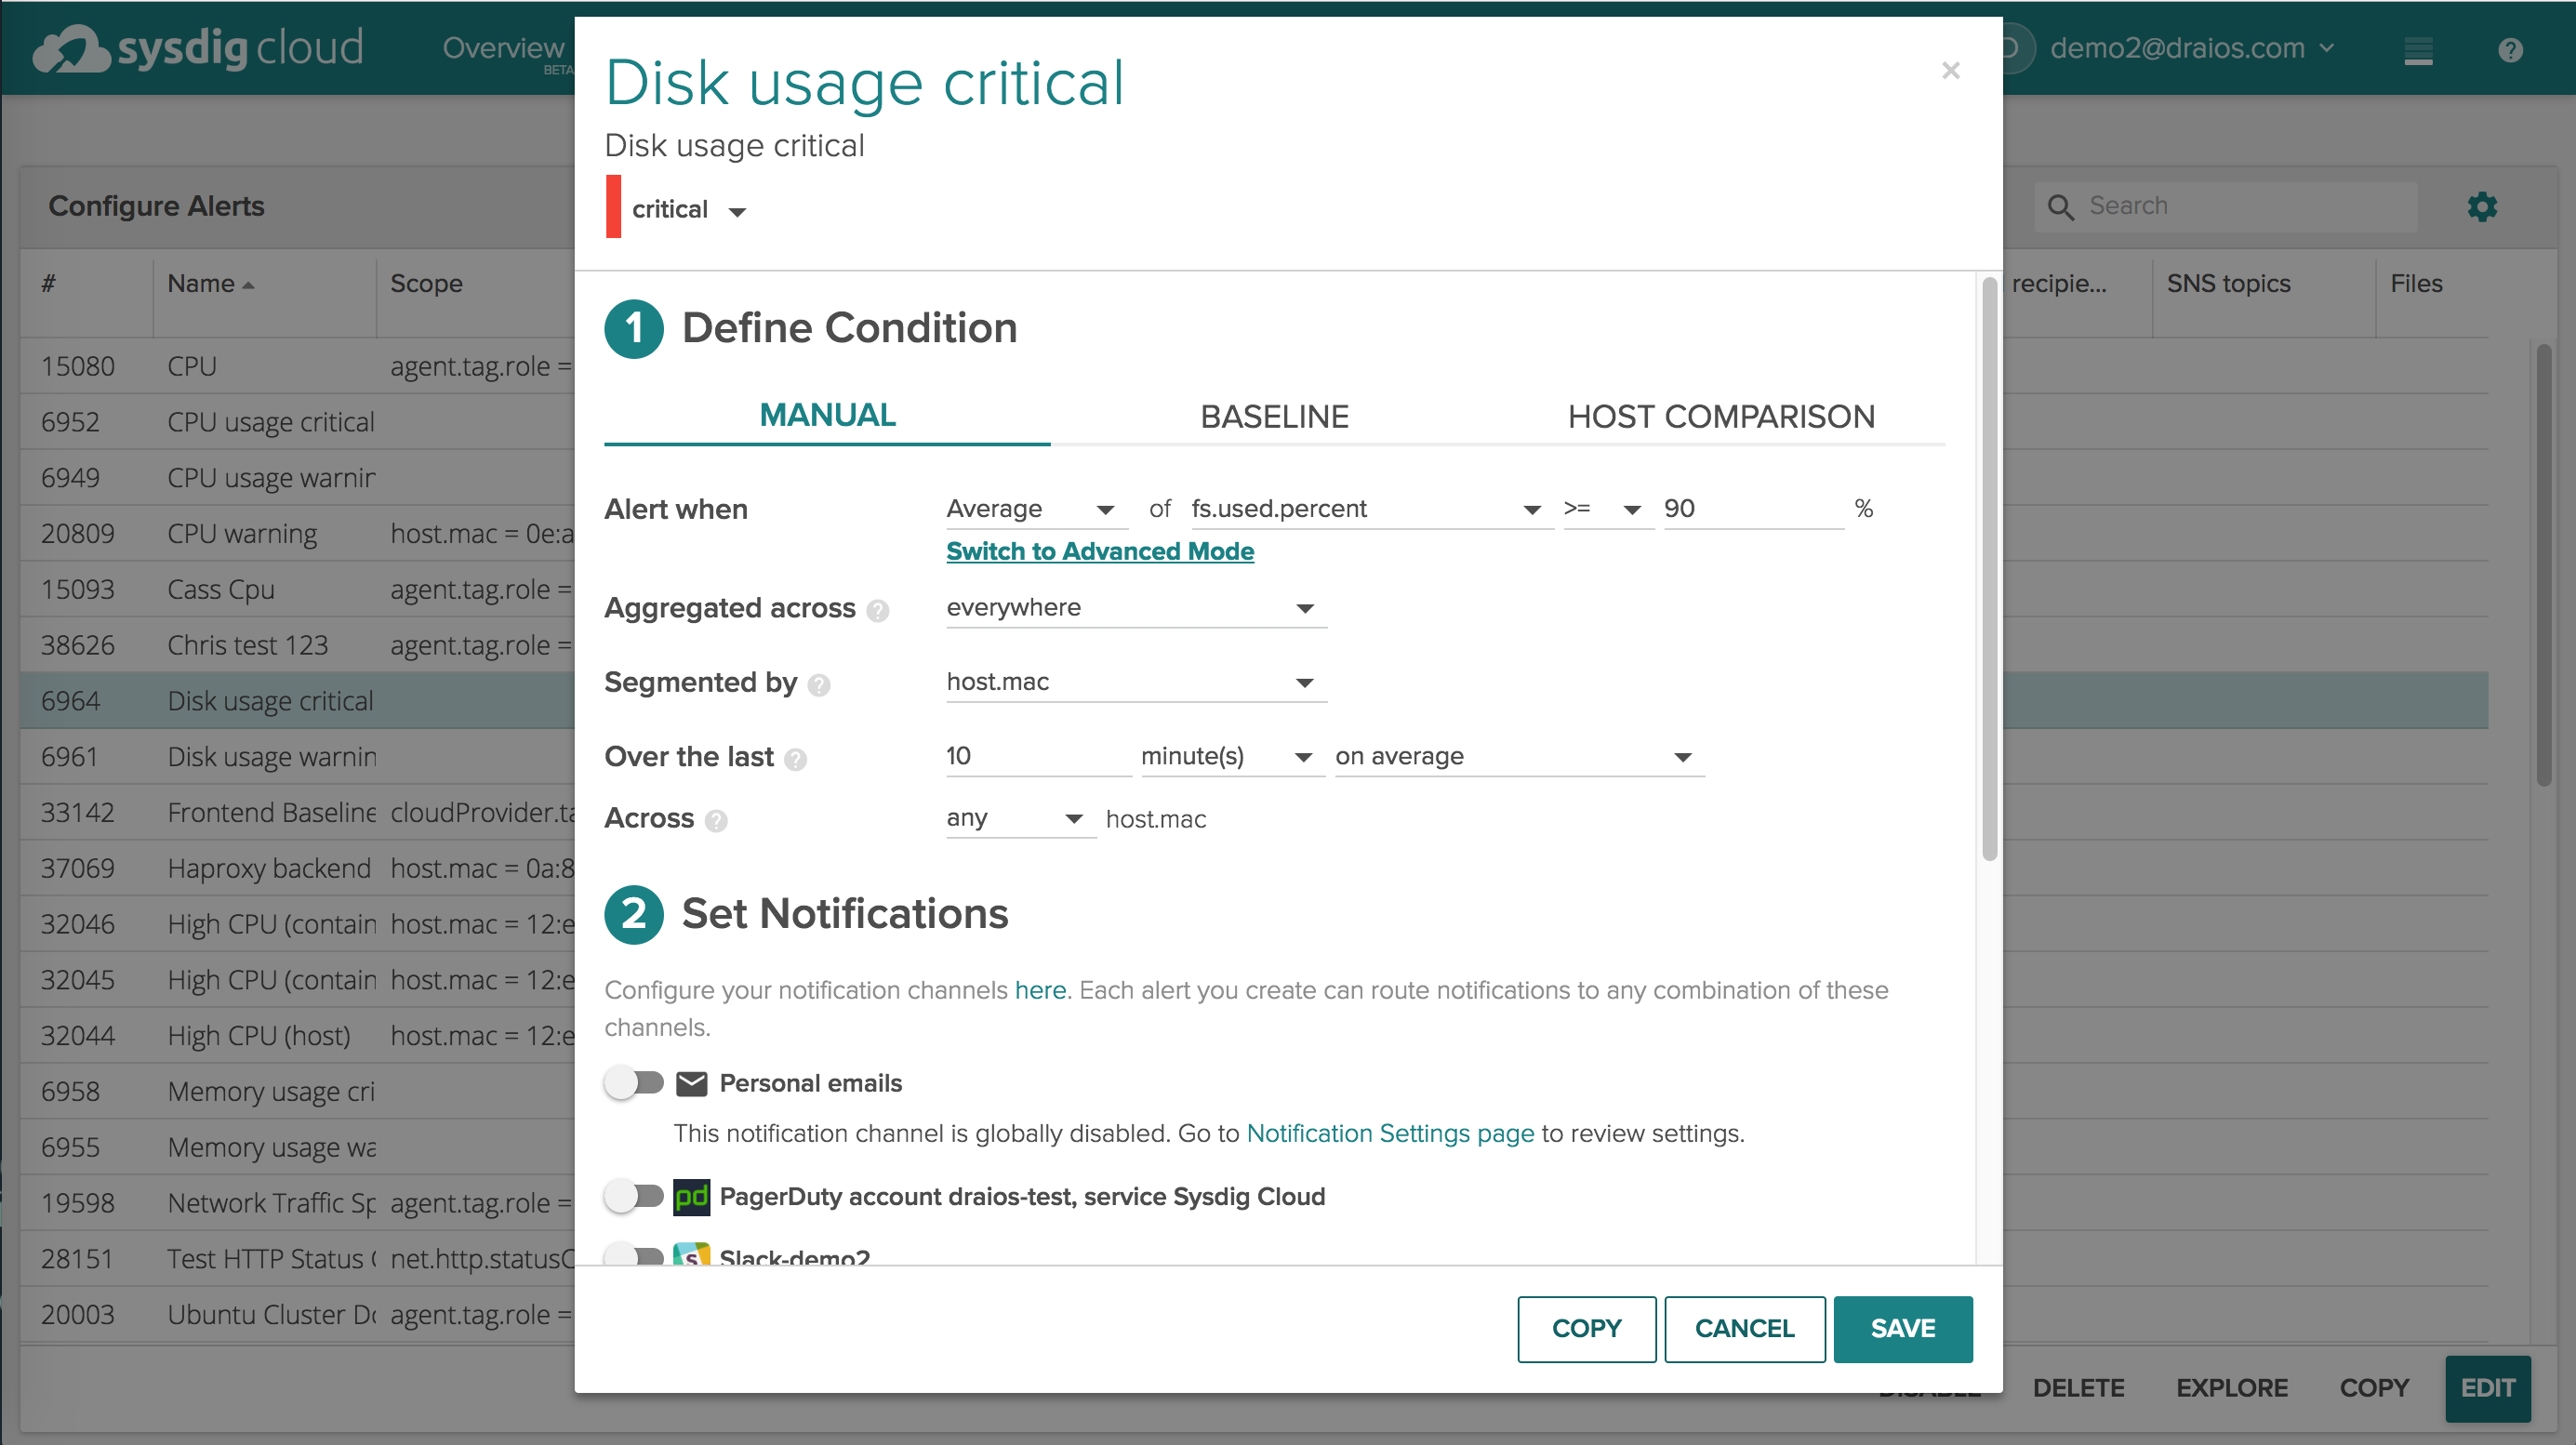 sysdig cloud
Overview
BETA
demo2@draios.com
?
Configure Alerts
Search
# Name Scope recipie... SNS topics Files
15080 CPU agent.tag.role =
6952 CPU usage critical
6949 CPU usage warnin
20809 CPU warning host.mac = 0e:a
15093 Cass Cpu agent.tag.role =
38626 Chris test 123 agent.tag.role =
6964 Disk usage critical
6961 Disk usage warnin
33142 Frontend Baseline cloudProvider.ta
37069 Haproxy backend host.mac = 0a:8
32046 High CPU (contain host.mac = 12:e
32045 High CPU (contain host.mac = 12:e
32044 High CPU (host) host.mac = 12:e
6958 Memory usage cri
6955 Memory usage wa
19598 Network Traffic Sp agent.tag.role =
28151 Test HTTP Status net.http.statusC
20003 Ubuntu Cluster Do agent.tag.role =
Disk usage critical
×
Disk usage critical
critical
1 Define Condition
MANUAL BASELINE HOST COMPARISON
Alert when Average of fs.used.percent >= 90 %
Switch to Advanced Mode
Aggregated across ? everywhere
Segmented by ? host.mac
Over the last ? 10 minute(s) on average
Across ? any host.mac
2 Set Notifications
Configure your notification channels here. Each alert you create can route notifications to any combination of these
channels.
Personal emails
This notification channel is globally disabled. Go to Notification Settings page to review settings.
pd PagerDuty account draios-test, service Sysdig Cloud
S Slack-demo2
COPY CANCEL SAVE
DISABLE DELETE EXPLORE COPY EDIT